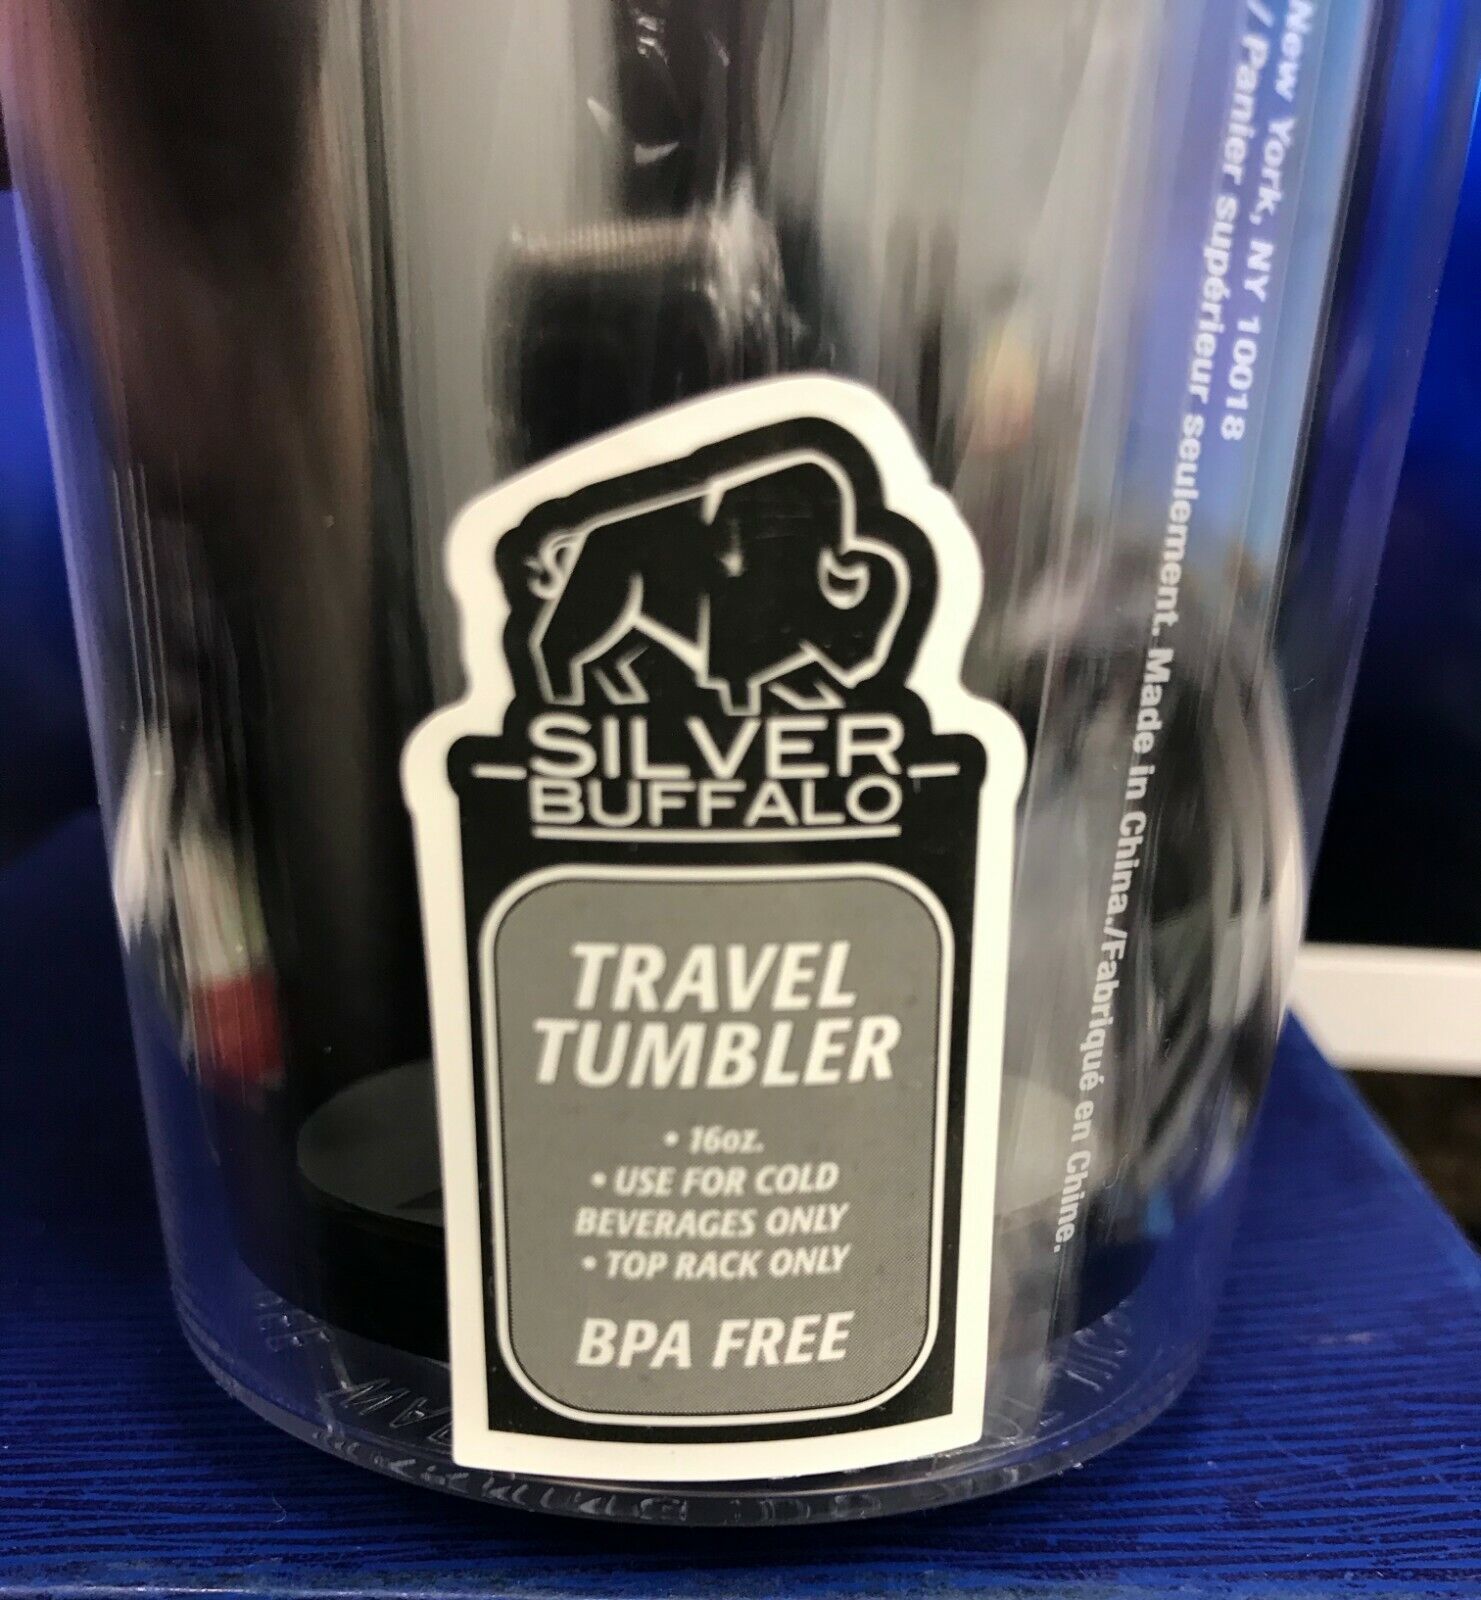 SILVER
BUFFALO
TRAVEL
TUMBLER
• 16oz.
• USE FOR COLD
BEVERAGES ONLY
• TOP RACK ONLY
BPA FREE
New York, NY 10018
/ Panier supérieur seulement. Made in China./Fabriqué en Chine.